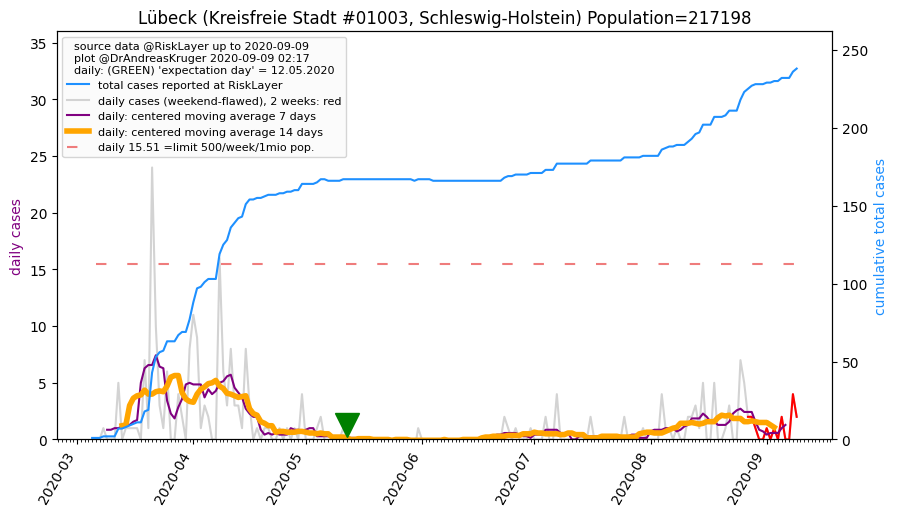 Lübeck (Kreisfreie Stadt #01003, Schleswig-Holstein) Population=217198
source data @RiskLayer up to 2020-09-09
plot @DrAndreasKruger 2020-09-09 02:17
daily: (GREEN) 'expectation day' = 12.05.2020
total cases reported at RiskLayer
daily cases (weekend-flawed), 2 weeks: red
daily: centered moving average 7 days
daily: centered moving average 14 days
daily 15.51 =limit 500/week/1mio pop.
daily cases
35
30
25
20
15
10
5
0
cumulative total cases
250
200
150
100
50
0
2020-03
2020-04
2020-05
2020-06
2020-07
2020-08
2020-09